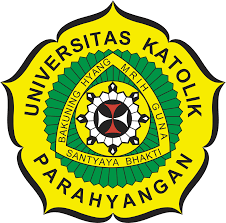 UNIVERSITAS KATOLIK
PARAHYANGAN
BAKUNING HYANG MRIH GUNA
SANTYAYA BHAKTI